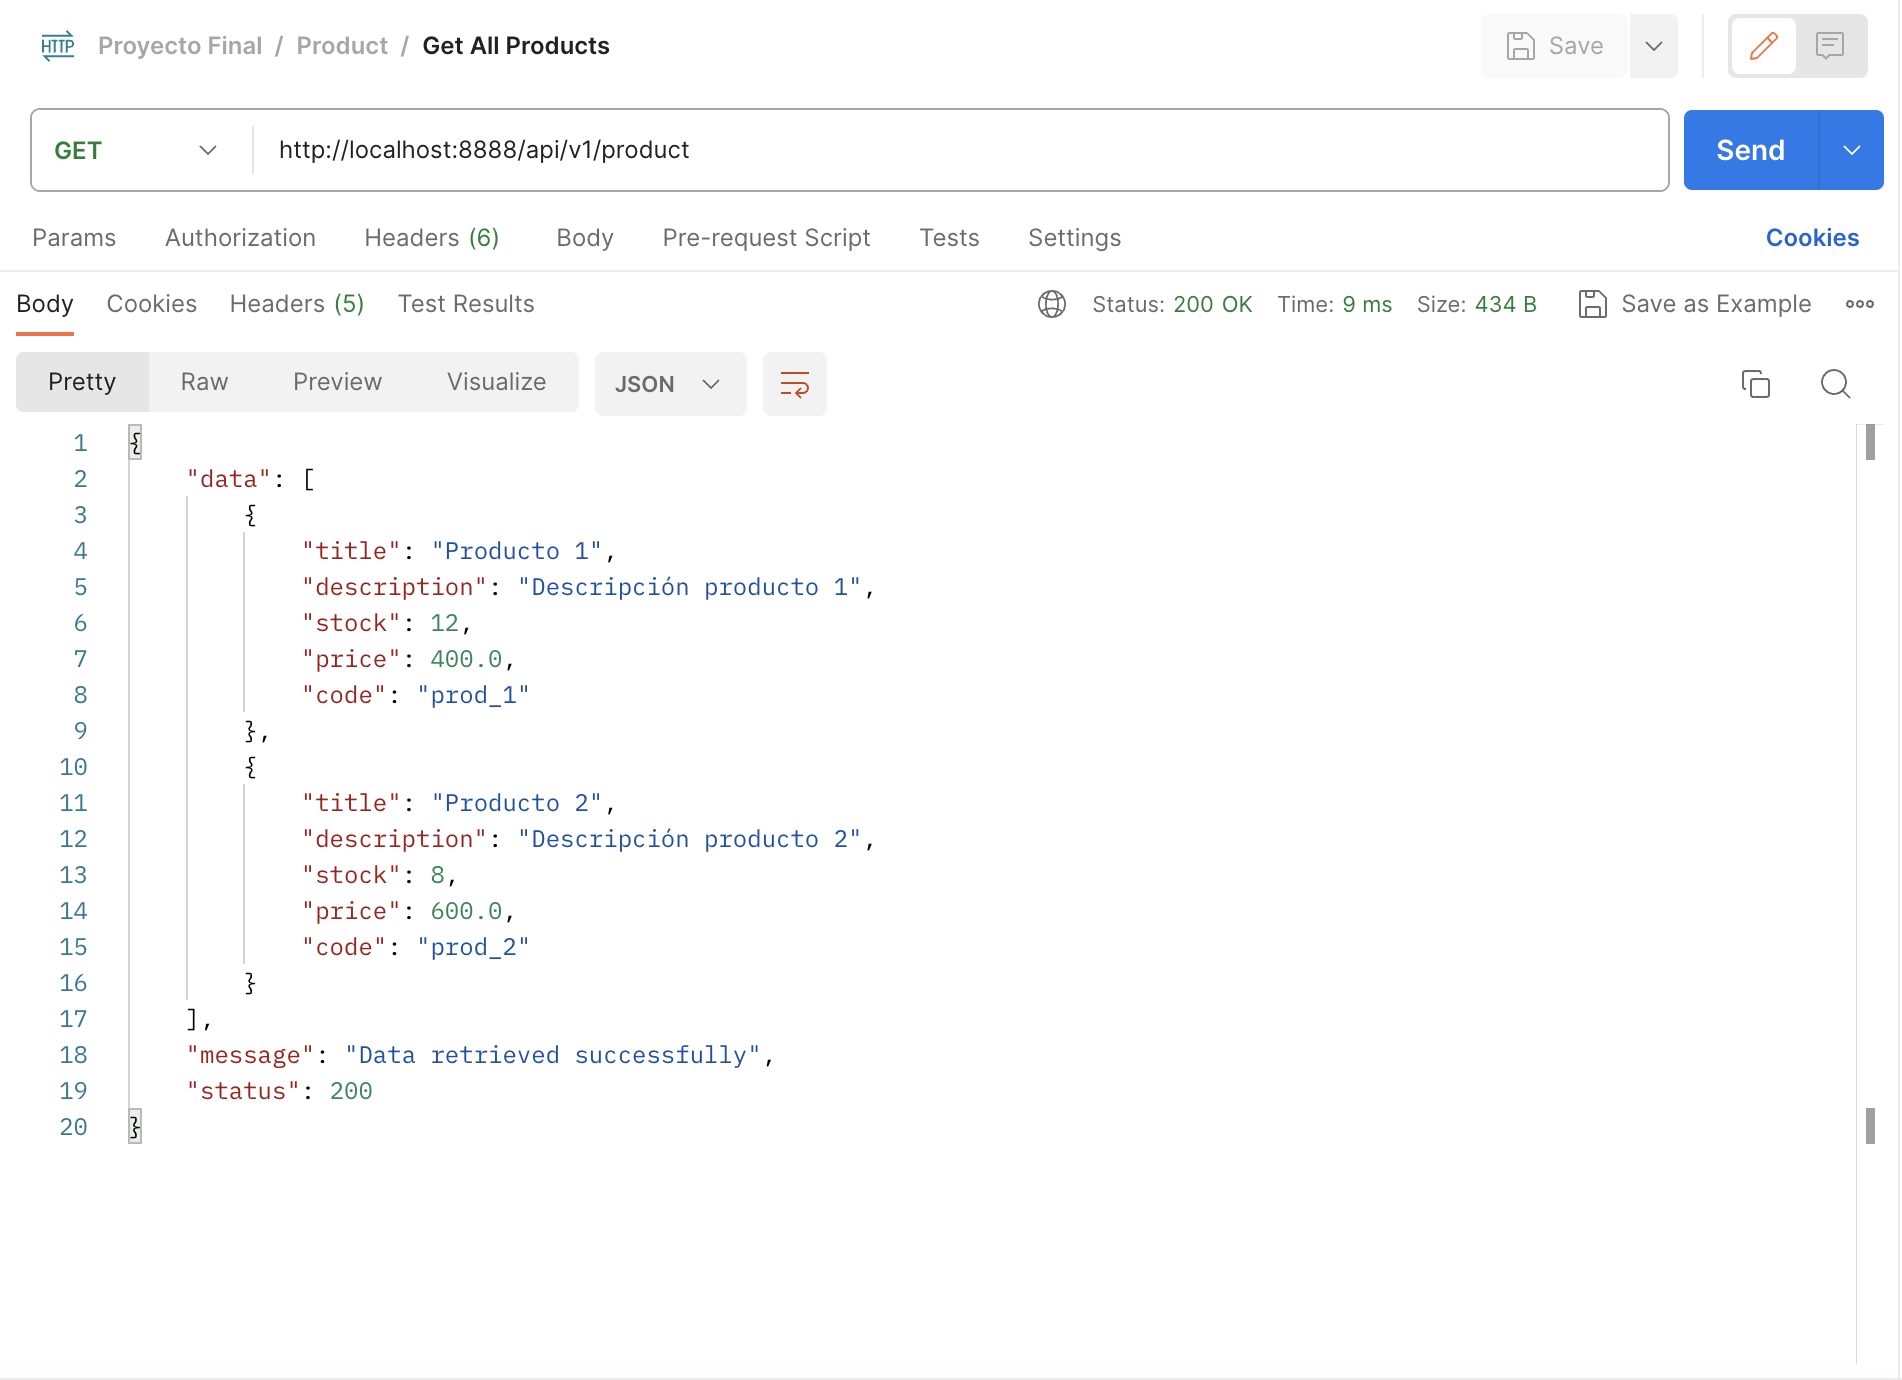 HTTP Proyecto Final / Product / Get All Products Save
GET http://localhost:8888/api/v1/product Send
Params Authorization Headers (6) Body Pre-request Script Tests Settings Cookies
Body Cookies Headers (5) Test Results Status: 200 OK Time: 9 ms Size: 434 B Save as Example
Pretty Raw Preview Visualize JSON
1 {
2 "data": [
3 {
4 "title": "Producto 1",
5 "description": "Descripción producto 1",
6 "stock": 12,
7 "price": 400.0,
8 "code": "prod_1"
9 },
10 {
11 "title": "Producto 2",
12 "description": "Descripción producto 2",
13 "stock": 8,
14 "price": 600.0,
15 "code": "prod_2"
16 }
17 ],
18 "message": "Data retrieved successfully",
19 "status": 200
20 }